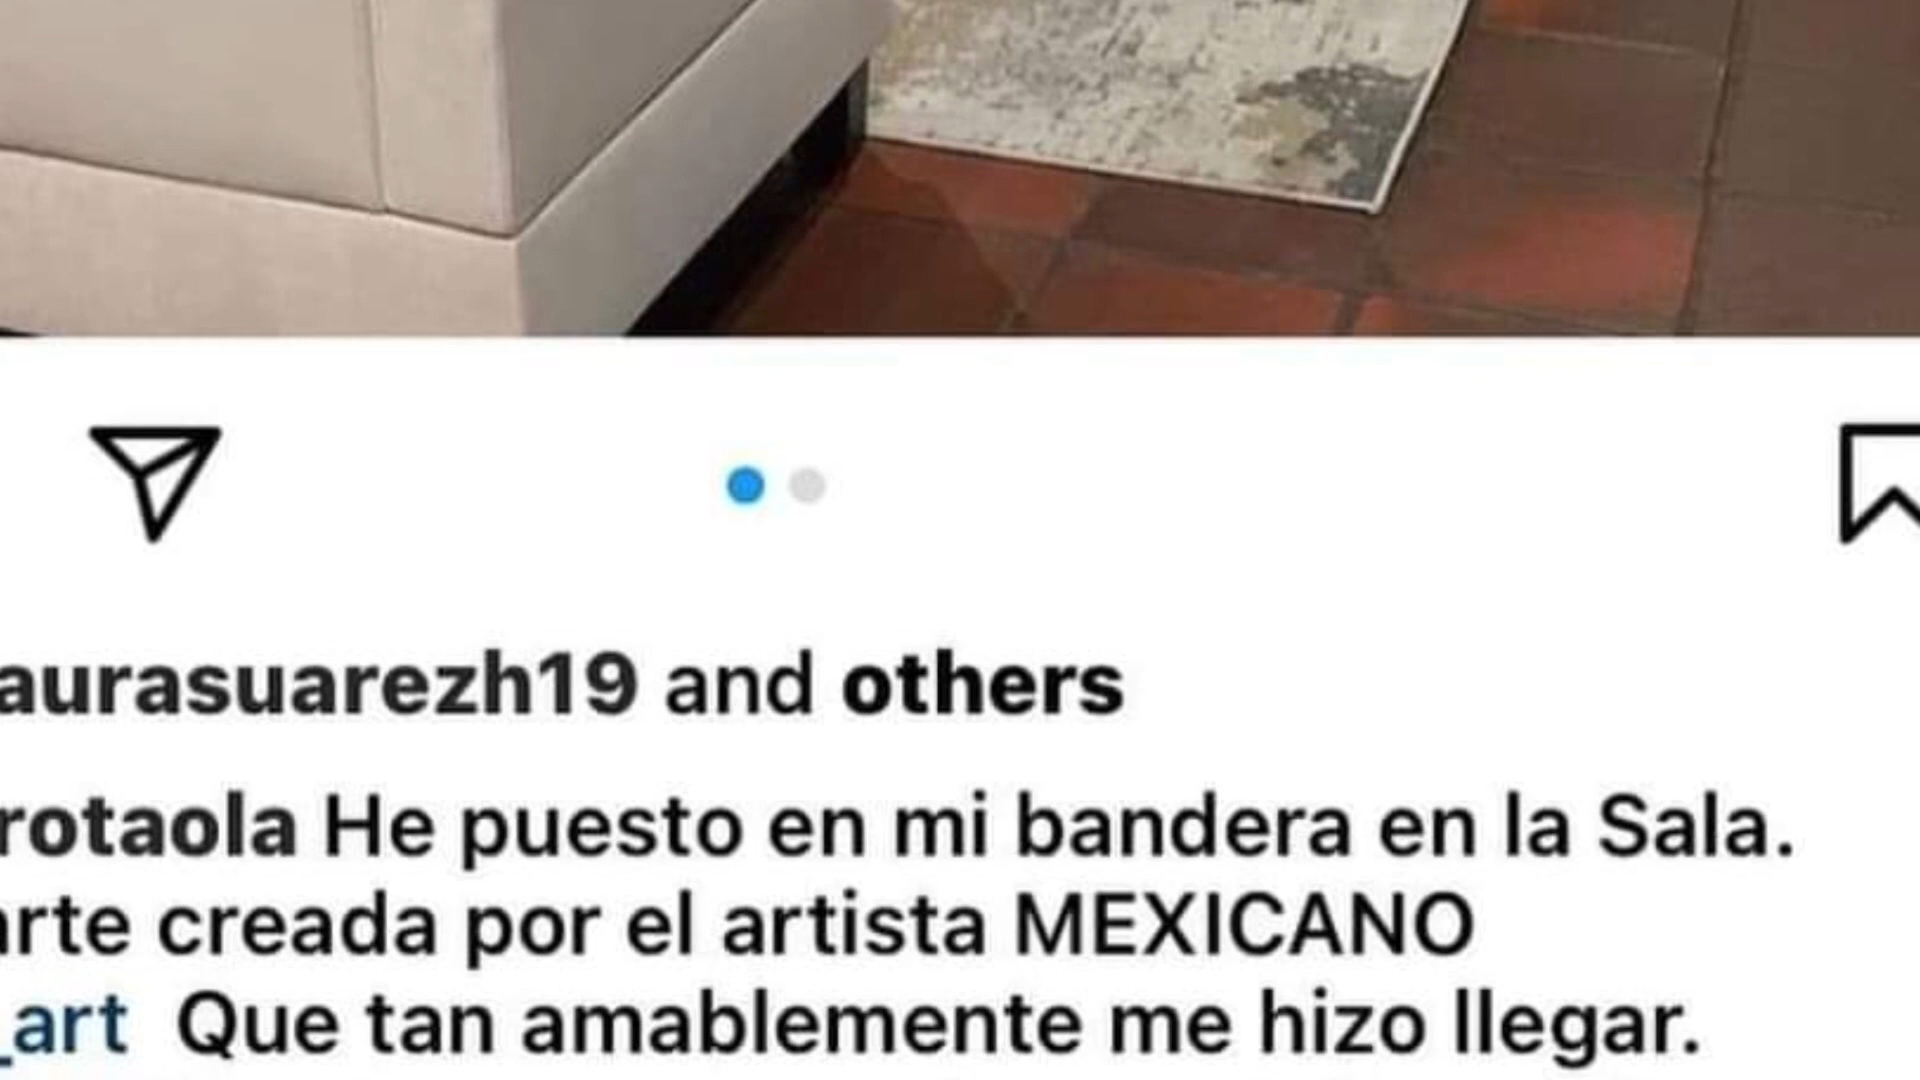 aurasuarezh19 and others
rotaola He puesto en mi bandera en la Sala.
arte creada por el artista MEXICANO
_art Que tan amablemente me hizo llegar.